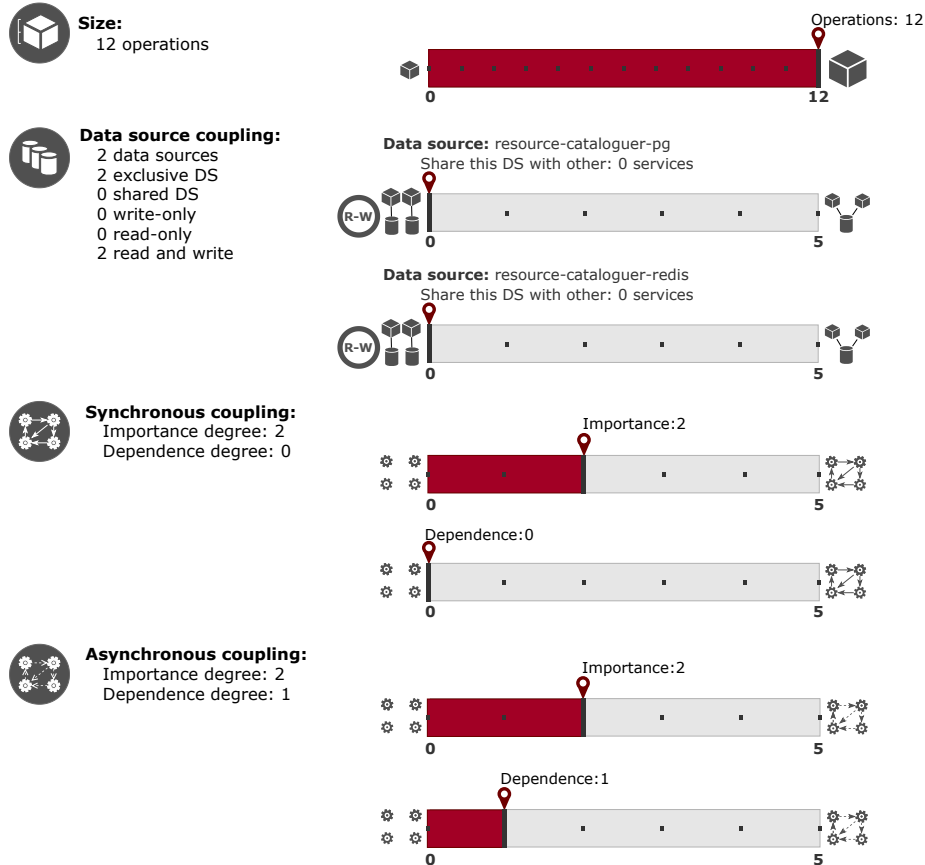 Size:
12 operations
Operations: 12
0
12
Data source coupling:
2 data sources
2 exclusive DS
0 shared DS
0 write-only
0 read-only
2 read and write
Data source: resource-cataloguer-pg
Share this DS with other: 0 services
R-W
0
5
Data source: resource-cataloguer-redis
Share this DS with other: 0 services
R-W
0
5
Synchronous coupling:
Importance degree: 2
Dependence degree: 0
Importance:2
0
5
Dependence:0
0
5
Asynchronous coupling:
Importance degree: 2
Dependence degree: 1
Importance:2
0
5
Dependence:1
0
5